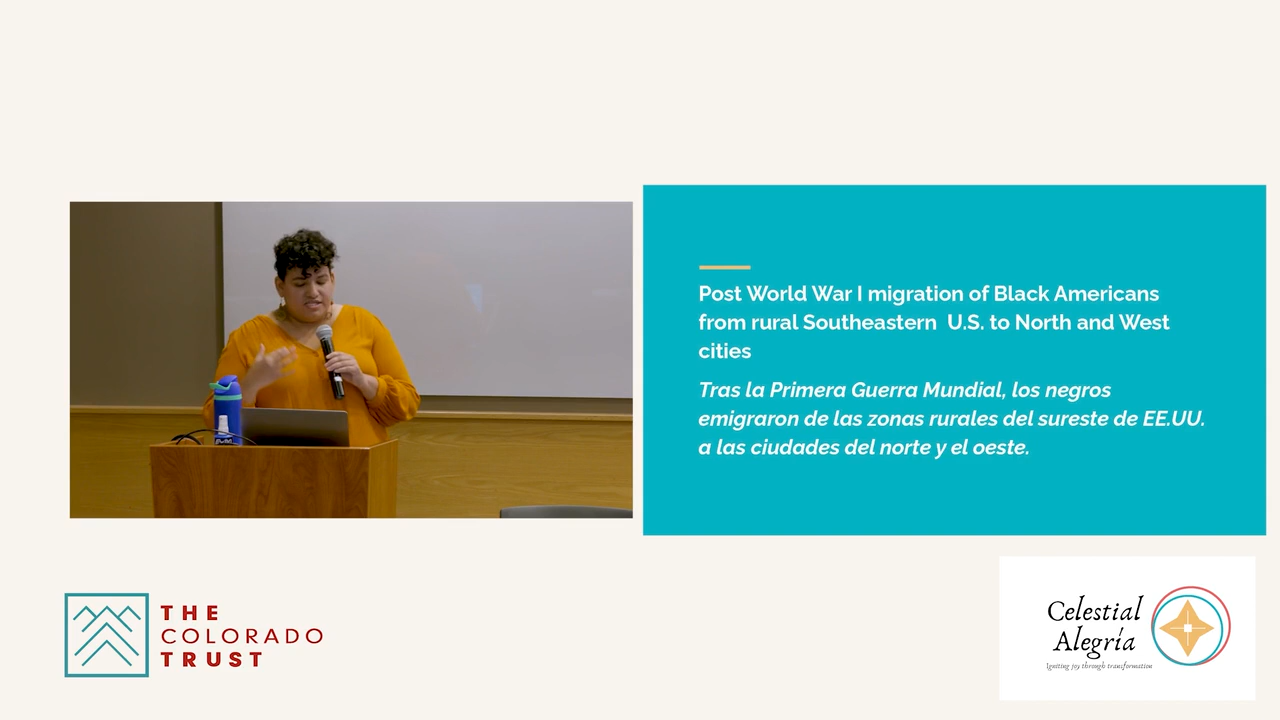 Post World War I migration of Black Americans
from rural Southeastern  U.S. to North and West
cities
Tras la Primera Guerra Mundial, los negros
emigraron de las zonas rurales del sureste de EE.UU.
a las ciudades del norte y el oeste.
THE
COLORADO
TRUST
Celestial
Alegría
Igniting joy through transformation